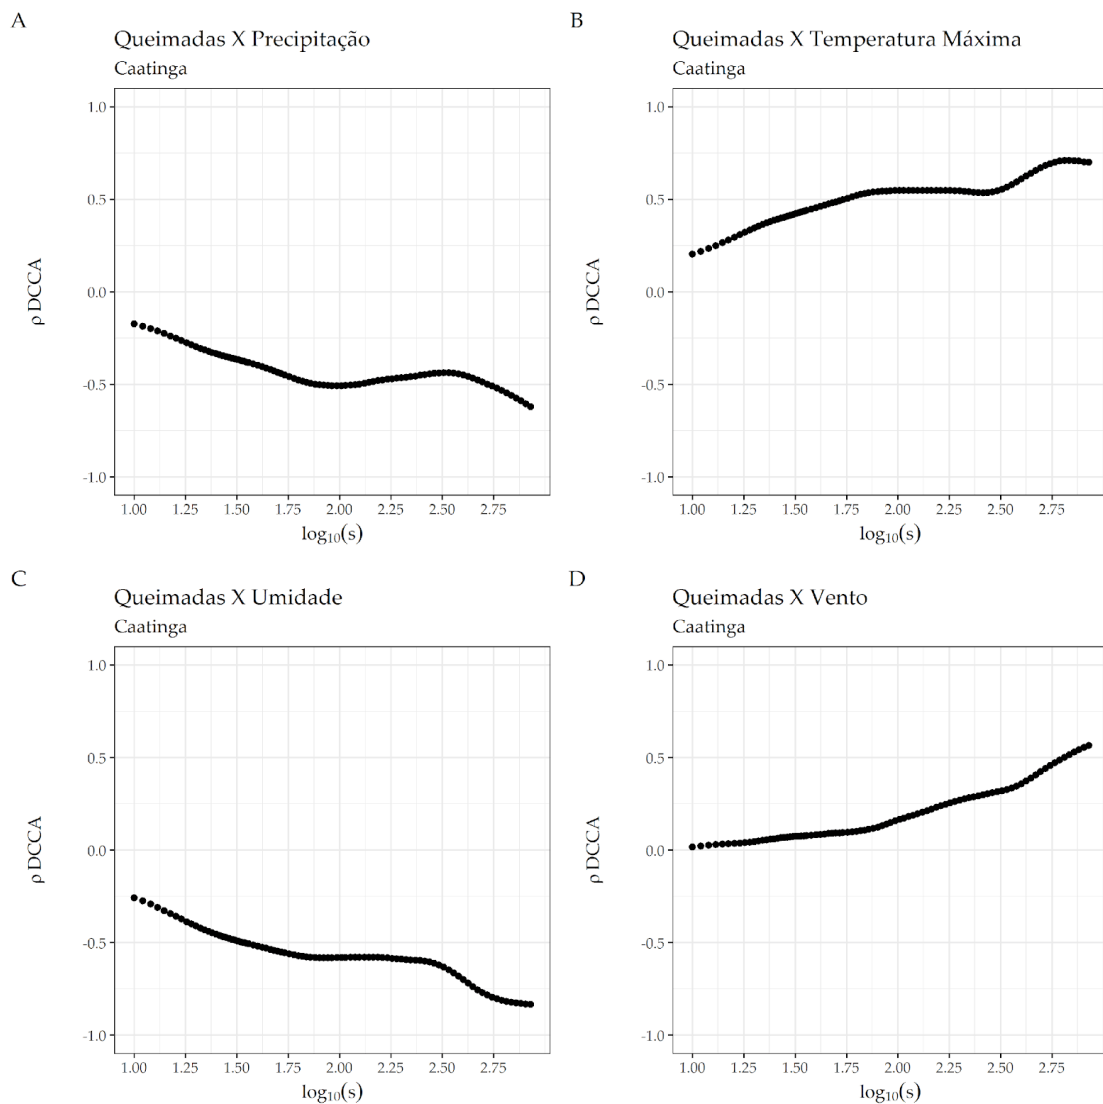 A
Queimadas X Precipitação
Caatinga
1.0
0.5
0.0
-0.5
-1.0
ρ DCCA
1.00 1.25 1.50 1.75 2.00 2.25 2.50 2.75
log₁₀(s)
B
Queimadas X Temperatura Máxima
Caatinga
1.0
0.5
0.0
-0.5
-1.0
ρ DCCA
1.00 1.25 1.50 1.75 2.00 2.25 2.50 2.75
log₁₀(s)
C
Queimadas X Umidade
Caatinga
1.0
0.5
0.0
-0.5
-1.0
ρ DCCA
1.00 1.25 1.50 1.75 2.00 2.25 2.50 2.75
log₁₀(s)
D
Queimadas X Vento
Caatinga
1.0
0.5
0.0
-0.5
-1.0
ρ DCCA
1.00 1.25 1.50 1.75 2.00 2.25 2.50 2.75
log₁₀(s)